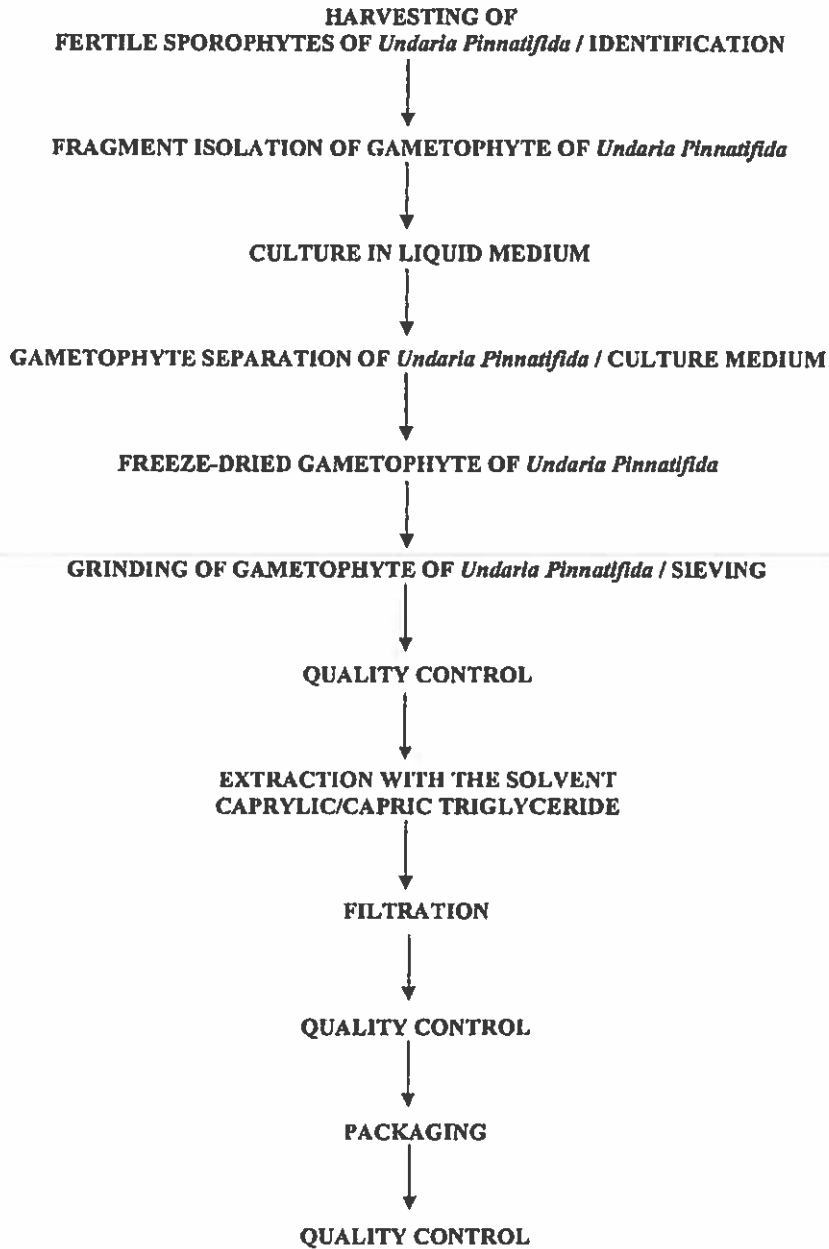 HARVESTING OF
FERTILE SPOROPHYTES OF Undaria Pinnatifida / IDENTIFICATION
FRAGMENT ISOLATION OF GAMETOPHYTE OF Undaria Pinnatifida
CULTURE IN LIQUID MEDIUM
GAMETOPHYTE SEPARATION OF Undaria Pinnatifida / CULTURE MEDIUM
FREEZE-DRIED GAMETOPHYTE OF Undaria Pinnatifida
GRINDING OF GAMETOPHYTE OF Undaria Pinnatifida / SIEVING
QUALITY CONTROL
EXTRACTION WITH THE SOLVENT
CAPRYLIC/CAPRIC TRIGLYCERIDE
FILTRATION
QUALITY CONTROL
PACKAGING
QUALITY CONTROL